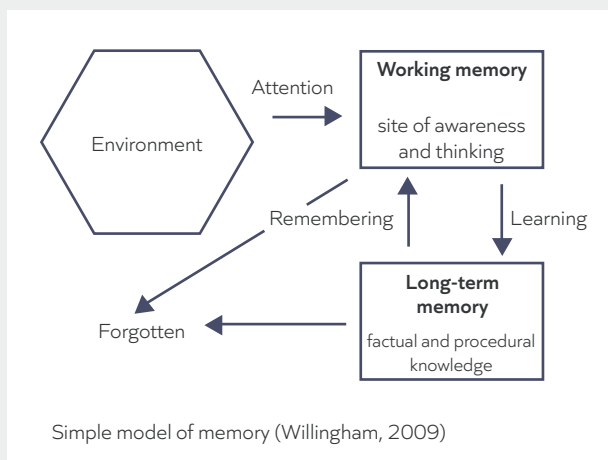 Working memory
Attention
site of awareness
and thinking
Environment
Remembering
Learning
Long-term
memory
factual and procedural
knowledge
Forgotten
Simple model of memory (Willingham, 2009)